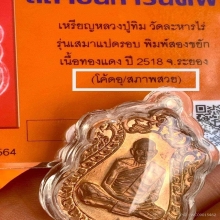 เหรียญหลวงปู่ทิม วัดละหารไร่
รุ่นเสมาแปดรอบ พิมพ์สองขยัก
เนื้อทองแดง ปี 2518 จ.ระยอง
(โค้ดอุ/สภาพสวย)
564